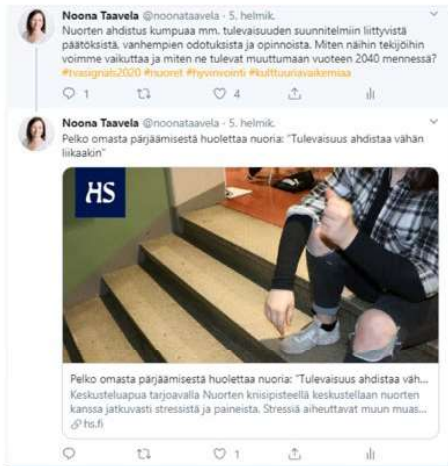 Noona Taavela @noonataavela · 5. helmik.
Nuorten ahdistus kumpuaa mm. tulevaisuuden suunnitelmiin liittyvistä
päätöksistä, vanhempien odotuksista ja opinnoista. Miten näihin tekijöihin
voimme vaikuttaa ja miten ne tulevat muuttumaan vuoteen 2040 mennessä?
#tvasignals2020 #nuoret #hyvinvointi #kulttuuriavaikemiaa
1 4
Noona Taavela @noonataavela · 5. helmik.
Pelko omasta pärjäämisestä huolettaa nuoria: "Tulevaisuus ahdistaa vähän
liikaakin"
HS
Pelko omasta pärjäämisestä huolettaa nuoria: "Tulevaisuus ahdistaa väh...
Keskusteluapua tarjoavalla Nuorten kriisipisteellä keskustellaan nuorten
kanssa jatkuvasti stressistä ja paineista. Stressiä aiheuttavat muun muas...
hs.fi
1